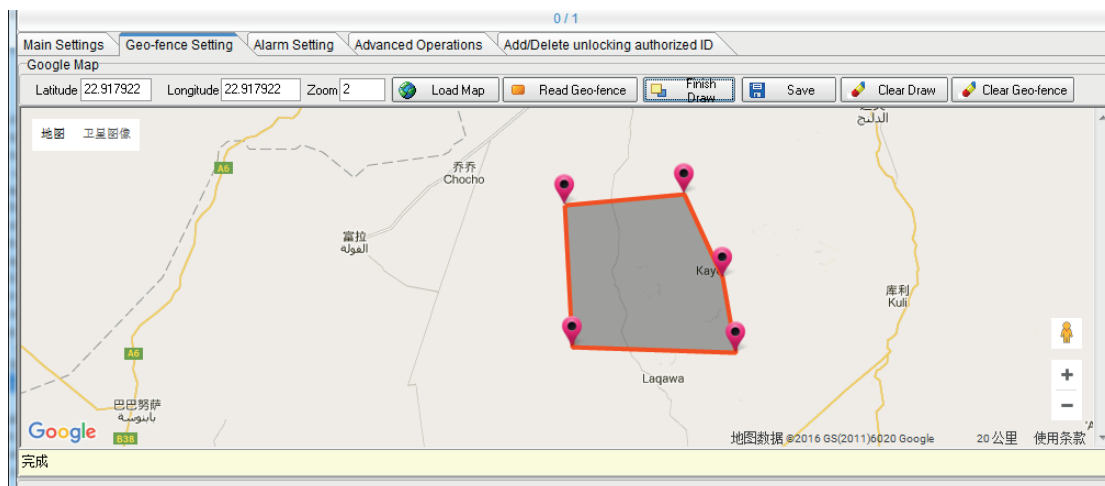 0 / 1
Main Settings Geo-fence Setting Alarm Setting Advanced Operations Add/Delete unlocking authorized ID
Google Map
Latitude 22.917922 Longitude 22.917922 Zoom 2 Load Map Read Geo-fence Finish Draw Save Clear Draw Clear Geo-fence
地图 卫星图像
الدلنج
A6
乔乔
Chocho
富拉
الفولة
Kaya
库利
Kuli
A6
Laqawa
巴巴努萨
بابنوسة
B38
Google
地图数据 ©2016 GS(2011)6020 Google 20 公里 使用条款
完成